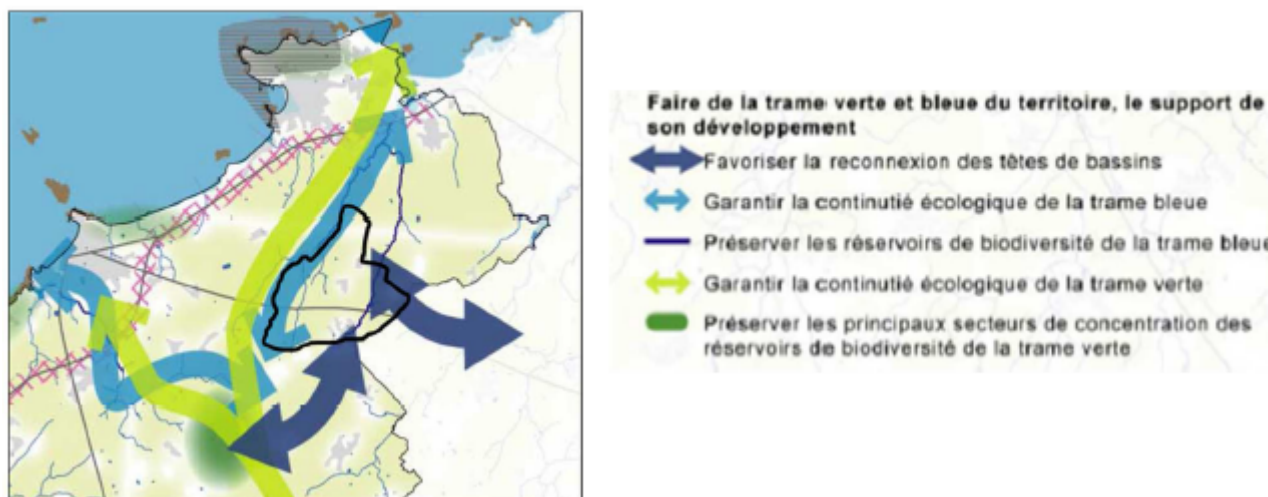 Faire de la trame verte et bleue du territoire, le support de
son développement
Favoriser la reconnexion des têtes de bassins
Garantir la continutié écologique de la trame bleue
Préserver les réservoirs de biodiversité de la trame bleue
Garantir la continutié écologique de la trame verte
Préserver les principaux secteurs de concentration des
réservoirs de biodiversité de la trame verte